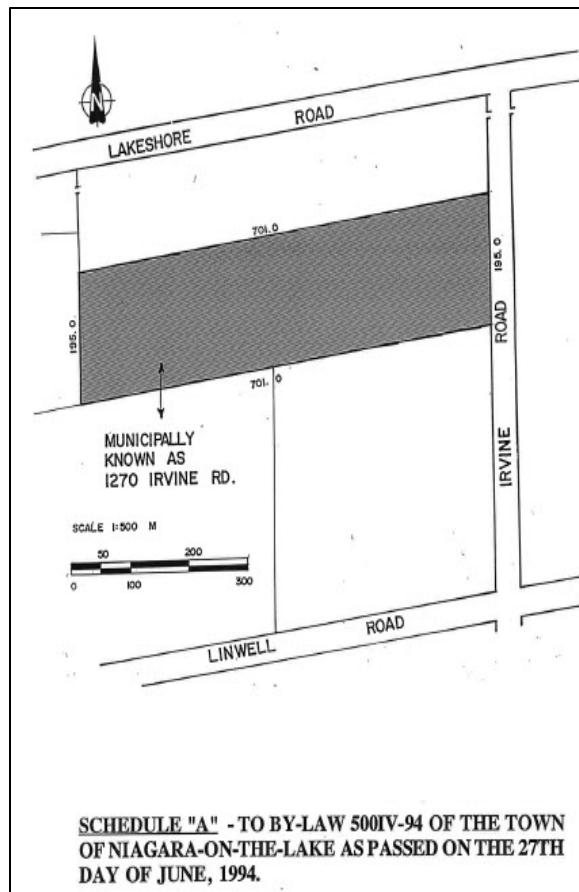 N
LAKESHORE ROAD
701.0
195.0
195.0
ROAD
701.0
MUNICIPALLY
KNOWN AS
1270 IRVINE RD.
IRVINE
SCALE 1:500 M
50 200
0 100 300
LINWELL ROAD
SCHEDULE "A" - TO BY-LAW 500IV-94 OF THE TOWN
OF NIAGARA-ON-THE-LAKE AS PASSED ON THE 27TH
DAY OF JUNE, 1994.